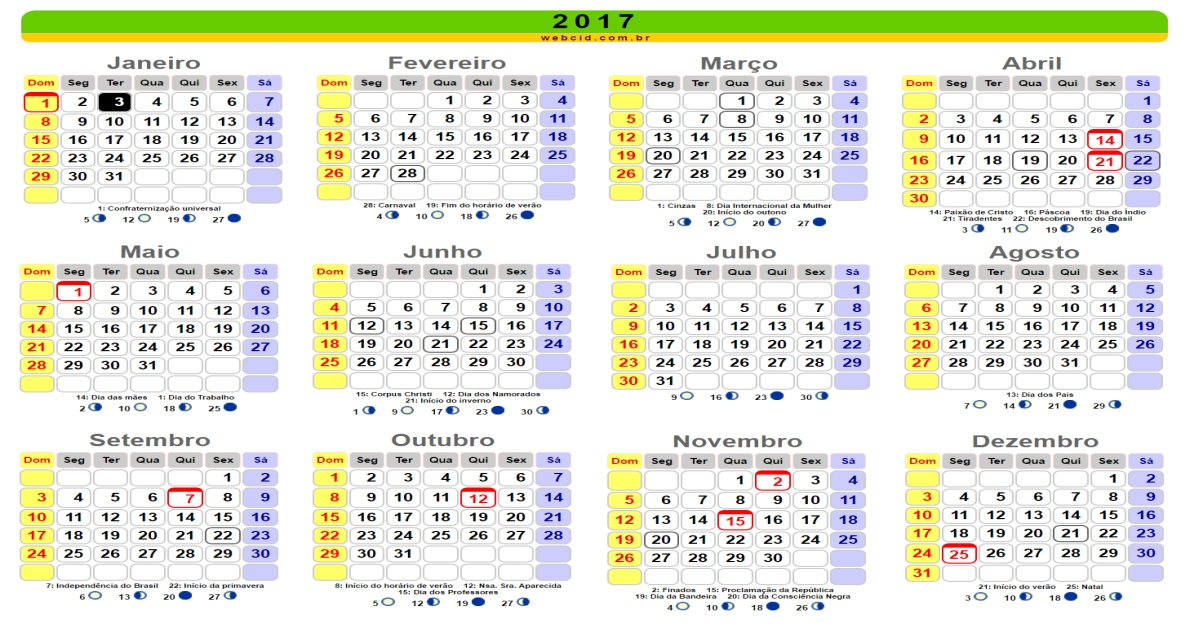 2017
webcid.com.br
Janeiro
Dom Seg Ter Qua Qui Sex Sá
1 2 3 4 5 6 7
8 9 10 11 12 13 14
15 16 17 18 19 20 21
22 23 24 25 26 27 28
29 30 31
1: Confraternização universal
5 12 19 27
Fevereiro
Dom Seg Ter Qua Qui Sex Sá
1 2 3 4
5 6 7 8 9 10 11
12 13 14 15 16 17 18
19 20 21 22 23 24 25
26 27 28
28: Carnaval 19: Fim do horário de verão
4 10 18 26
Março
Dom Seg Ter Qua Qui Sex Sá
1 2 3 4
5 6 7 8 9 10 11
12 13 14 15 16 17 18
19 20 21 22 23 24 25
26 27 28 29 30 31
1: Cinzas 8: Dia Internacional da Mulher
20: Início do outono
5 12 20 27
Abril
Dom Seg Ter Qua Qui Sex Sá
1
2 3 4 5 6 7 8
9 10 11 12 13 14 15
16 17 18 19 20 21 22
23 24 25 26 27 28 29
30
14: Paixão de Cristo 16: Páscoa 19: Dia do Índio
21: Tiradentes 22: Descobrimento do Brasil
3 11 19 26
Maio
Dom Seg Ter Qua Qui Sex Sá
1 2 3 4 5 6
7 8 9 10 11 12 13
14 15 16 17 18 19 20
21 22 23 24 25 26 27
28 29 30 31
14: Dia das mães 1: Dia do Trabalho
2 10 18 25
Junho
Dom Seg Ter Qua Qui Sex Sá
1 2 3
4 5 6 7 8 9 10
11 12 13 14 15 16 17
18 19 20 21 22 23 24
25 26 27 28 29 30
15: Corpus Christi 12: Dia dos Namorados
21: Início do inverno
1 9 17 23 30
Julho
Dom Seg Ter Qua Qui Sex Sá
1
2 3 4 5 6 7 8
9 10 11 12 13 14 15
16 17 18 19 20 21 22
23 24 25 26 27 28 29
30 31
9 16 23 30
Agosto
Dom Seg Ter Qua Qui Sex Sá
1 2 3 4 5
6 7 8 9 10 11 12
13 14 15 16 17 18 19
20 21 22 23 24 25 26
27 28 29 30 31
13: Dia dos Pais
7 14 21 29
Setembro
Dom Seg Ter Qua Qui Sex Sá
1 2
3 4 5 6 7 8 9
10 11 12 13 14 15 16
17 18 19 20 21 22 23
24 25 26 27 28 29 30
7: Independência do Brasil 22: Início da primavera
6 13 20 27
Outubro
Dom Seg Ter Qua Qui Sex Sá
1 2 3 4 5 6 7
8 9 10 11 12 13 14
15 16 17 18 19 20 21
22 23 24 25 26 27 28
29 30 31
8: Início do horário de verão 12: Nsa. Sra. Aparecida
15: Dia dos Professores
5 12 19 27
Novembro
Dom Seg Ter Qua Qui Sex Sá
1 2 3 4
5 6 7 8 9 10 11
12 13 14 15 16 17 18
19 20 21 22 23 24 25
26 27 28 29 30
2: Finados 15: Proclamação da República
19: Dia da Bandeira 20: Dia da Consciência Negra
4 10 18 26
Dezembro
Dom Seg Ter Qua Qui Sex Sá
1 2
3 4 5 6 7 8 9
10 11 12 13 14 15 16
17 18 19 20 21 22 23
24 25 26 27 28 29 30
31
21: Início do verão 25: Natal
3 10 18 26